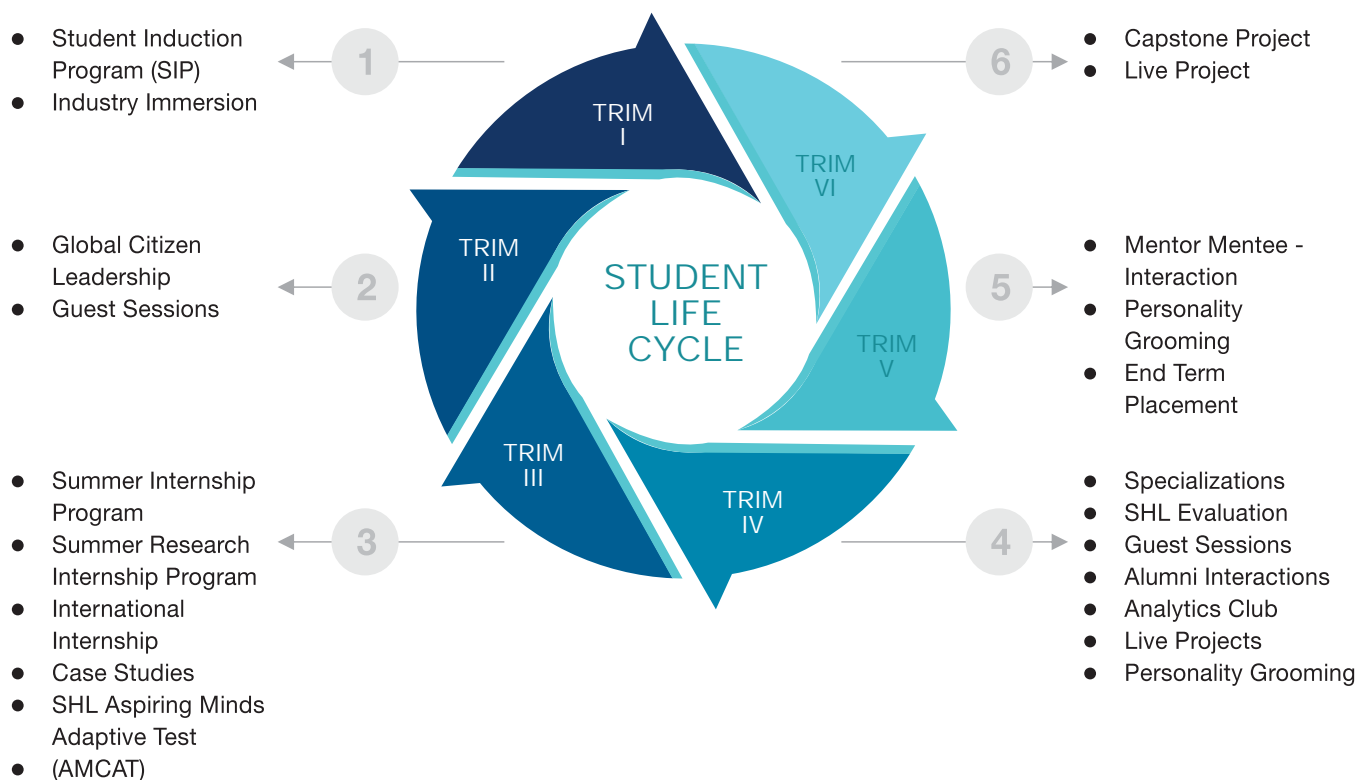 ● Student Induction
Program (SIP)
● Industry Immersion
1
● Global Citizen
Leadership
● Guest Sessions
2
● Summer Internship
Program
● Summer Research
Internship Program
● International
Internship
● Case Studies
● SHL Aspiring Minds
Adaptive Test
● (AMCAT)
3
TRIM
I
TRIM
II
TRIM
III
TRIM
IV
TRIM
V
TRIM
VI
STUDENT
LIFE
CYCLE
6
● Capstone Project
● Live Project
5
● Mentor Mentee -
Interaction
● Personality
Grooming
● End Term
Placement
4
● Specializations
● SHL Evaluation
● Guest Sessions
● Alumni Interactions
● Analytics Club
● Live Projects
● Personality Grooming